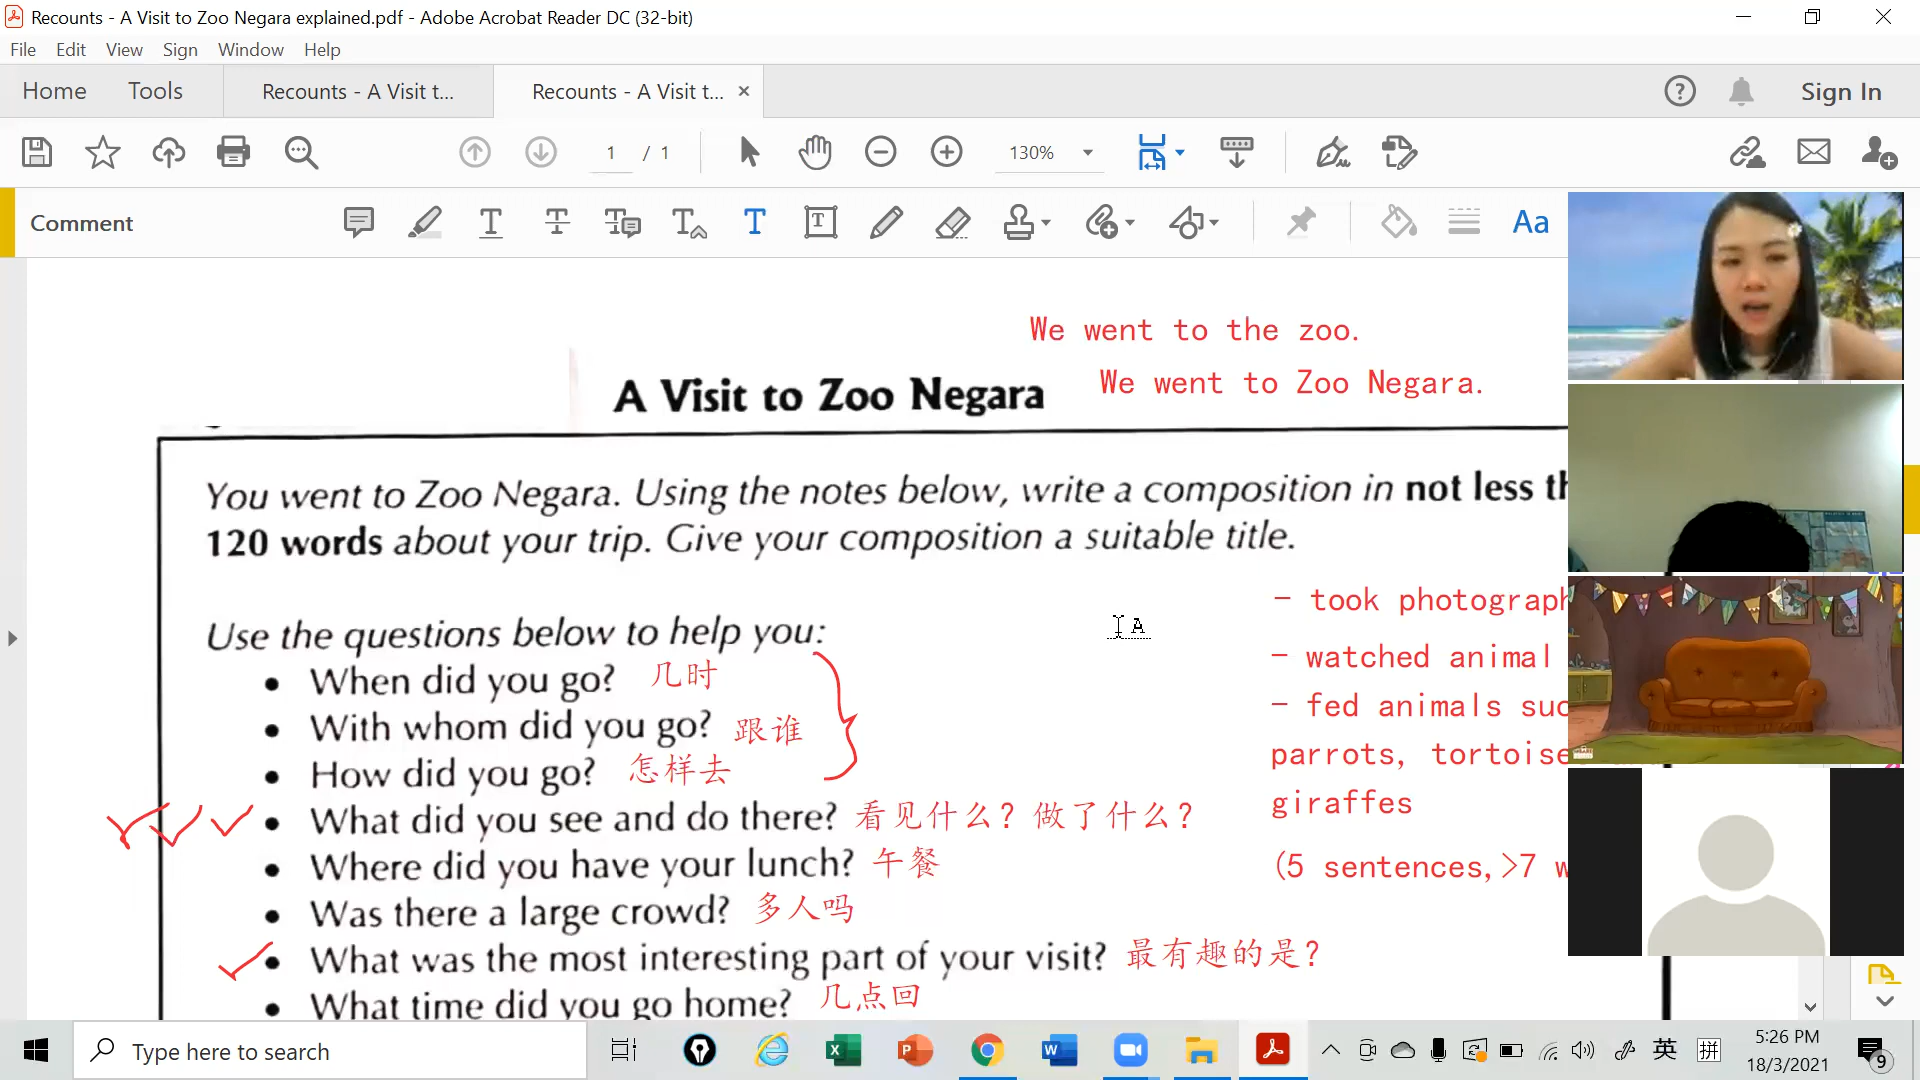 Recounts - A Visit to Zoo Negara explained.pdf - Adobe Acrobat Reader DC (32-bit)
File Edit View Sign Window Help
Home Tools Recounts - A Visit t... Recounts - A Visit t... × Sign In
1 / 1 130%
Comment Aa
We went to the zoo.
A Visit to Zoo Negara We went to Zoo Negara.
You went to Zoo Negara. Using the notes below, write a composition in not less
120 words about your trip. Give your composition a suitable title.
- took
Use the questions below to help you:
- watched animal
• When did you go? 几时
- fed animals
• With whom did you go? 跟谁
parrots,
• How did you go? 怎样去
giraffes
• What did you see and do there? 看见什么? 做了什么?
• Where did you have your lunch? 午餐
(5 sentences, >7
• Was there a large crowd? 多人吗
• What was the most interesting part of your visit? 最有趣的是?
• What time did you go home? 几点回
Type here to search
英 拼
5:26 PM
18/3/2021
9